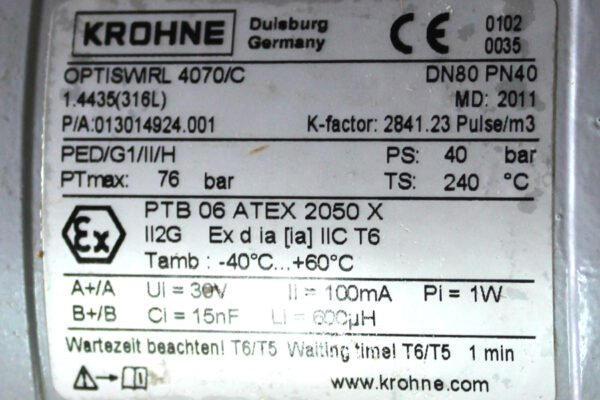 KROHNE Duisburg 0102
Germany CE 0035
OPTISWIRL 4070/C DN80 PN40
1.4435(316L) MD: 2011
P/A:013014924.001 K-factor: 2841.23 Pulse/m3
PED/G1/II/H PS: 40 bar
PTmax: 76 bar TS: 240 °C
Ex PTB 06 ATEX 2050 X
II2G Ex d ia [ia] IIC T6
Tamb : -40°C...+60°C
A+/A Ui = 30V Ii = 100mA Pi = 1W
B+/B Ci = 15nF Li = 600µH
Wartezeit beachten! T6/T5 Waiting time! T6/T5 1 min
www.krohne.com